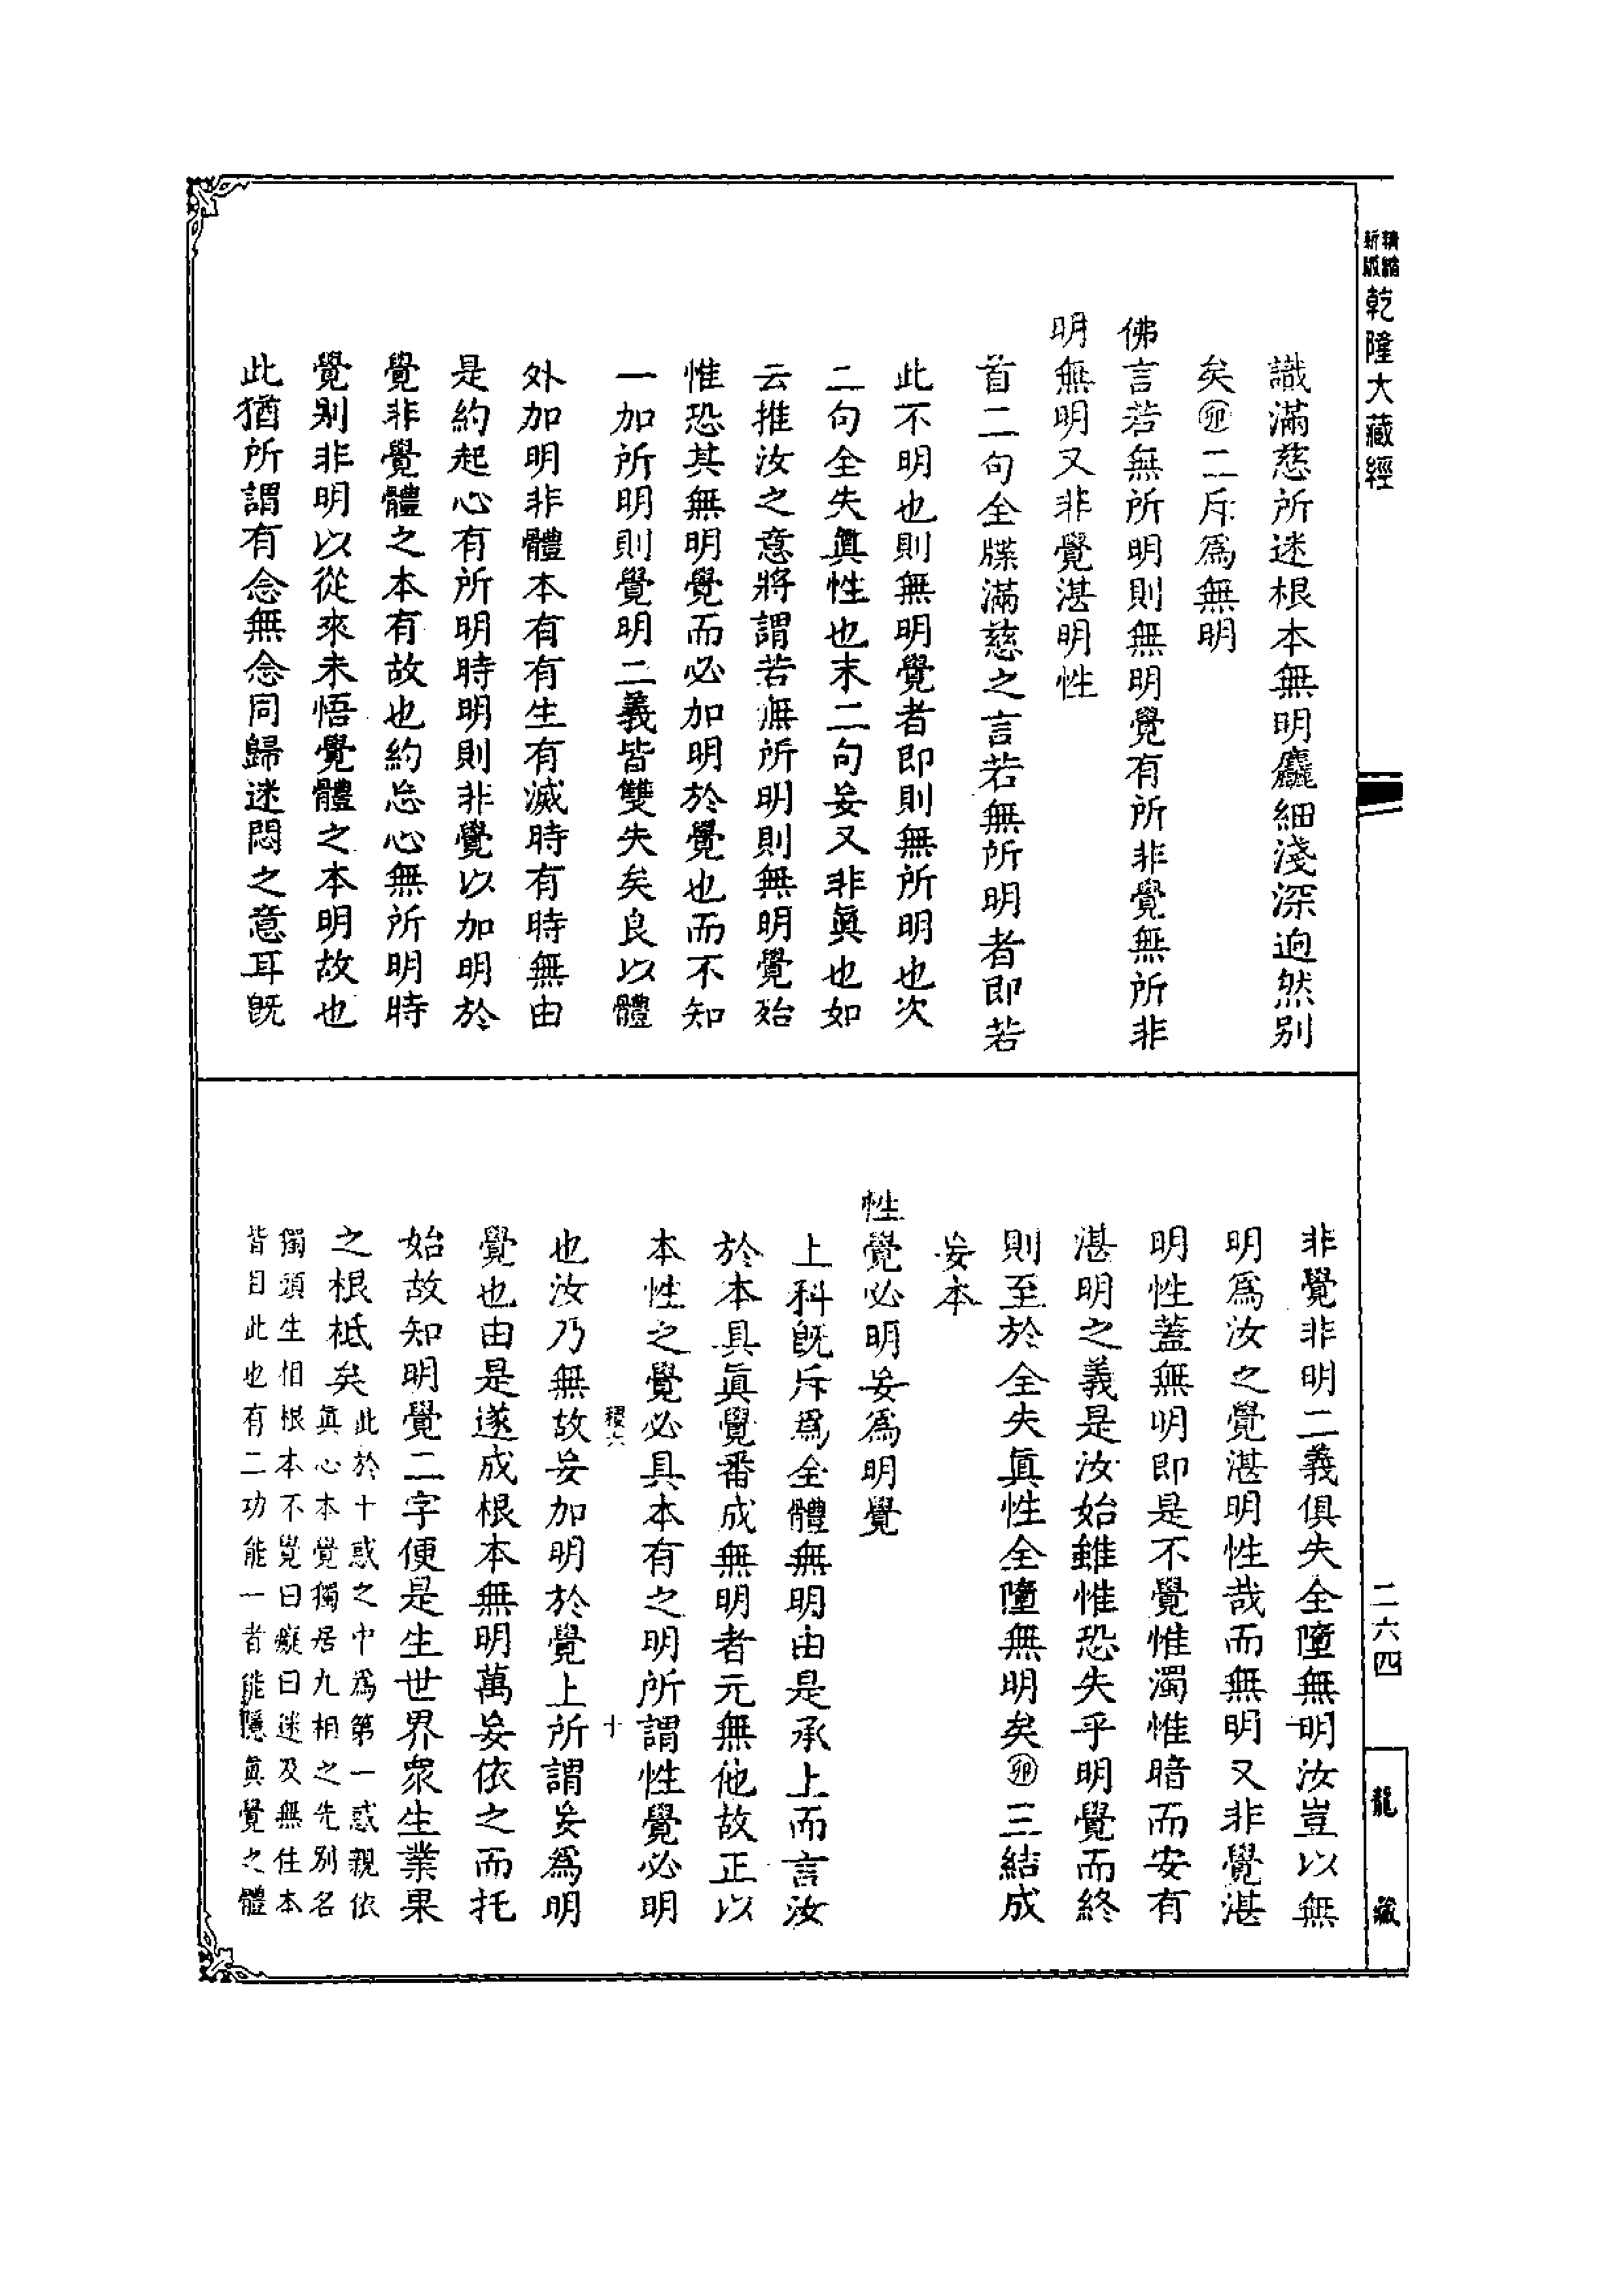 精縮新版乾隆大藏經
識滿慈所迷根本無明麤細淺深逈然别
矣㊞二斥爲無明
佛言若無所明則無明覺有所非覺無所非
明無明又非覺湛明性
首二句全牒滿慈之言若無所明者即若
此不明也則無明覺者即則無所明也次
二句全失眞性也末二句妄又非眞也如
云推汝之意將謂若無所明則無明覺殆
惟恐其無明覺而必加明於覺也而不知
一加所明則覺明二義皆雙失矣良以體
外加明非體本有有生有滅時有時無由
是約起心有所明時明則非覺以加明於
覺非覺體之本有故也約忘心無所明時
覺則非明以從來未悟覺體之本明故也
此猶所謂有念無念同歸迷悶之意耳旣
非覺非明二義俱失全墮無明汝豈以無
明爲汝之覺湛明性哉而無明又非覺湛
明性蓋無明即是不覺惟濁惟暗而安有
湛明之義是汝始雖惟恐失乎明覺而終
則至於全失眞性全墮無明矣㊞三結成
妄本
性覺必明妄爲明覺
上科旣斥爲全體無明由是承上而言汝
於本具眞覺番成無明者元無他故正以
本性之覺必具本有之明所謂性覺必明
稷六 十
也汝乃無故妄加明於覺上所謂妄爲明
覺也由是遂成根本無明萬妄依之而托
始故知明覺二字便是生世界衆生業果
之根柢矣此於十惑之中爲第一惑親依
眞心本覺獨居九相之先别名
獨頭生相根本不覺曰癡曰迷及無住本
皆目此也有二功能一者能隱眞覺之體
二六四
龍藏